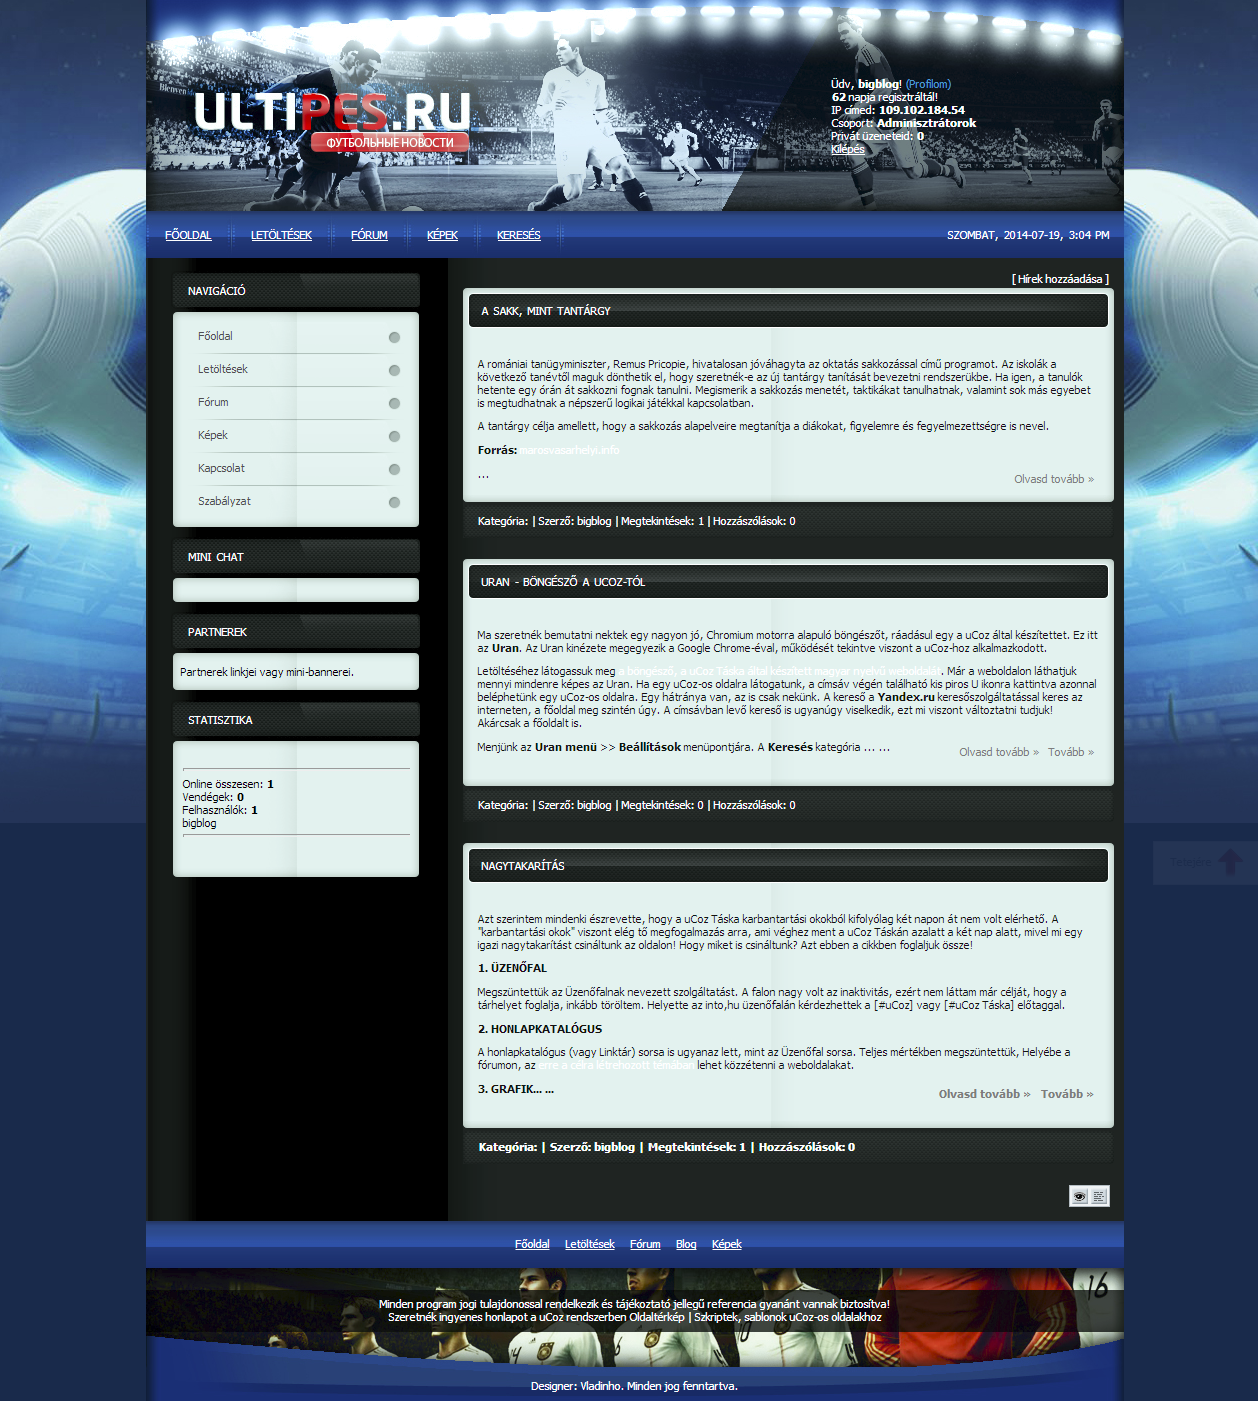 ULTIPES.RU
ФУТБОЛЬНЫЕ НОВОСТИ
Üdv, bigblog! (Profilom)
62 napja regisztráltál!
IP címed: 109.102.184.54
Csoport: Adminisztrátorok
Privát üzeneteid: 0
Kilépés
FŐOLDAL LETÖLTÉSEK FÓRUM KÉPEK KERESÉS SZOMBAT, 2014-07-19, 3:04 PM
NAVIGÁCIÓ
Főoldal
Letöltések
Fórum
Képek
Kapcsolat
Szabályzat
MINI CHAT
PARTNEREK
Partnerek linkjei vagy mini-bannerei.
STATISZTIKA
Online összesen: 1
Vendégek: 0
Felhasználók: 1
bigblog
[ Hírek hozzáadása ]
A SAKK, MINT TANTÁRGY
A romániai tanügyminiszter, Remus Pricopie, hivatalosan jóváhagyta az oktatás sakkozással című programot. Az iskolák a
következő tanévtől maguk dönthetik el, hogy szeretnék-e az új tantárgy tanítását bevezetni rendszerükbe. Ha igen, a tanulók
hetente egy órán át sakkozni fognak tanulni. Megismerik a sakkozás menetét, taktikákat tanulhatnak, valamint sok más egyebet
is megtudhatnak a népszerű logikai játékkal kapcsolatban.
A tantárgy célja amellett, hogy a sakkozás alapelveire megtanítja a diákokat, figyelemre és fegyelmezettségre is nevel.
Forrás: marosvasarhelyi.info
...
Olvasd tovább »
Kategória: | Szerző: bigblog | Megtekintések: 1 | Hozzászólások: 0
URAN - BÖNGÉSZŐ A UCOZ-TÓL
Ma szeretnék bemutatni nektek egy nagyon jó, Chromium motorra alapuló böngészőt, ráadásul egy a uCoz által készítettet. Ez itt
az Uran. Az Uran kinézete megegyezik a Google Chrome-éval, működését tekintve viszont a uCoz-hoz alkalmazkodott.
Letöltéséhez látogassuk meg a böngésző, a uCoz Táska által készített magyar nyelvű weboldalát. Már a weboldalon láthatjuk
mennyi mindenre képes az Uran. Ha egy uCoz-os oldalra látogatunk, a címsáv végén található kis piros U ikonra kattintva azonnal
beléphetünk egy uCoz-os oldalra. Egy hátránya van, az is csak nekünk. A kereső a Yandex.ru keresőszolgáltatással keres az
interneten, a főoldal meg szintén úgy. A címsávban levő kereső is ugyanúgy viselkedik, ezt mi viszont változtatni tudjuk!
Akárcsak a főoldalt is.
Menjünk az Uran menü >> Beállítások menüpontjára. A Keresés kategória ... ...
Olvasd tovább » Tovább »
Kategória: | Szerző: bigblog | Megtekintések: 0 | Hozzászólások: 0
NAGYTAKARÍTÁS
Azt szerintem mindenki észrevette, hogy a uCoz Táska karbantartási okokból kifolyólag két napon át nem volt elérhető. A
"karbantartási okok" viszont elég tő megfogalmazás arra, ami véghez ment a uCoz Táskán azalatt a két nap alatt, mivel mi egy
igazi nagytakarítást csináltunk az oldalon! Hogy miket is csináltunk? Azt ebben a cikkben foglaljuk össze!
1. ÜZENŐFAL
Megszüntettük az Üzenőfalnak nevezett szolgáltatást. A falon nagy volt az inaktivitás, ezért nem láttam már célját, hogy a
tárhelyet foglalja, inkább töröltem. Helyette az into,hu üzenőfalán kérdezhettek a [#uCoz] vagy [#uCoz Táska] előtaggal.
2. HONLAPKATALÓGUS
A honlapkatalógus (vagy Linktár) sorsa is ugyanaz lett, mint az Üzenőfal sorsa. Teljes mértékben megszüntettük, Helyébe a
fórumon, az erre a célra létrehozott témában lehet közzétenni a weboldalakat.
3. GRAFIK... ...
Olvasd tovább » Tovább »
Kategória: | Szerző: bigblog | Megtekintések: 1 | Hozzászólások: 0
Főoldal Letöltések Fórum Blog Képek
16
Minden program jogi tulajdonossal rendelkezik és tájékoztató jellegű referencia gyanánt vannak biztosítva!
Szeretnék ingyenes honlapot a uCoz rendszerben Oldaltérkép | Szkriptek, sablonok uCoz-os oldalakhoz
Designer: Vladinho. Minden jog fenntartva.